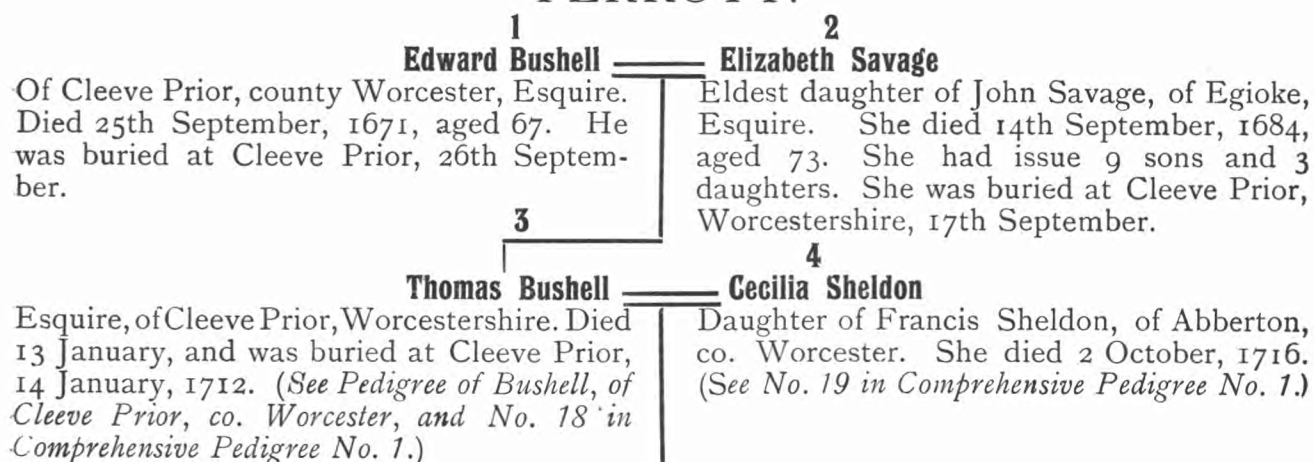 1
Edward Bushell
Of Cleeve Prior, county Worcester, Esquire.
Died 25th September, 1671, aged 67. He
was buried at Cleeve Prior, 26th Septem-
ber.
2
Elizabeth Savage
Eldest daughter of John Savage, of Egioke,
Esquire. She died 14th September, 1684,
aged 73. She had issue 9 sons and 3
daughters. She was buried at Cleeve Prior,
Worcestershire, 17th September.
3
Thomas Bushell
Esquire, of Cleeve Prior, Worcestershire. Died
13 January, and was buried at Cleeve Prior,
14 January, 1712. (See Pedigree of Bushell, of
Cleeve Prior, co. Worcester, and No. 18 in
Comprehensive Pedigree No. 1.)
4
Cecilia Sheldon
Daughter of Francis Sheldon, of Abberton,
co. Worcester. She died 2 October, 1716.
(See No. 19 in Comprehensive Pedigree No. 1.)